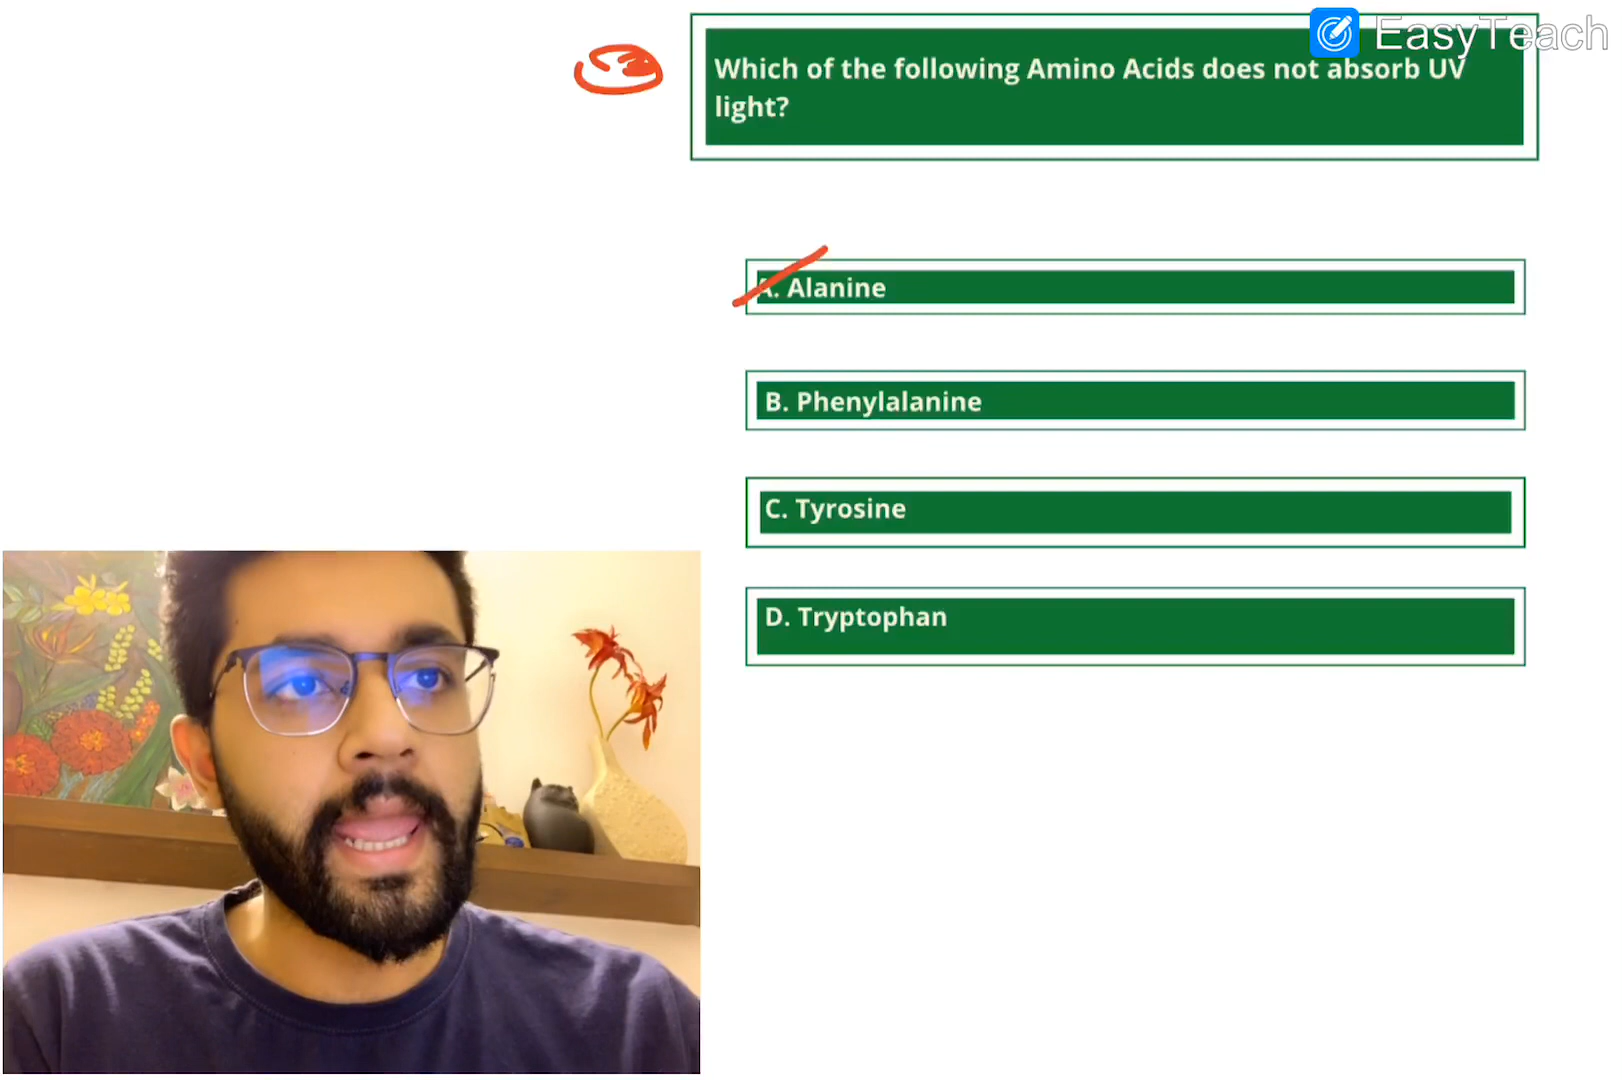 EasyTeach
Which of the following Amino Acids does not absorb UV
light?
A. Alanine
B. Phenylalanine
C. Tyrosine
D. Tryptophan